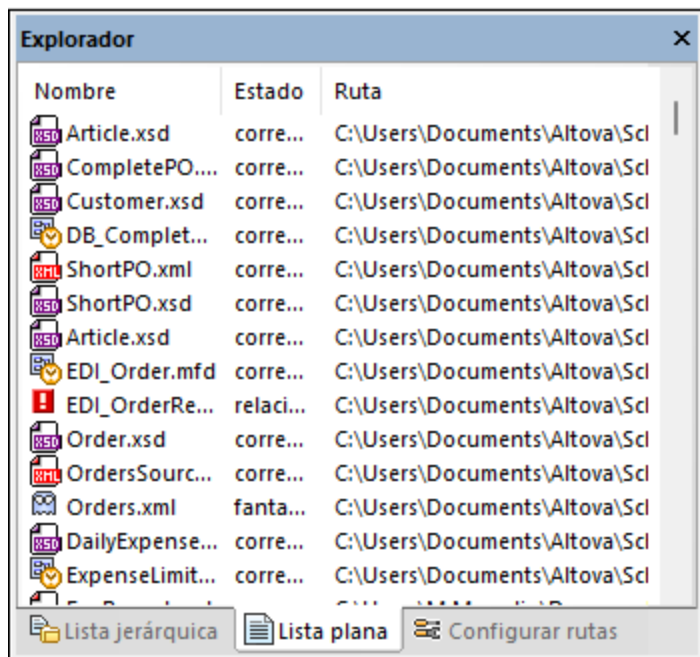 Explorador
Nombre Estado Ruta
Article.xsd corre... C:\Users\Documents\Altova\Scl
CompletePO.... corre... C:\Users\Documents\Altova\Scl
Customer.xsd corre... C:\Users\Documents\Altova\Scl
DB_Complet... corre... C:\Users\Documents\Altova\Scl
ShortPO.xml corre... C:\Users\Documents\Altova\Scl
ShortPO.xsd corre... C:\Users\Documents\Altova\Scl
Article.xsd corre... C:\Users\Documents\Altova\Scl
EDI_Order.mfd corre... C:\Users\Documents\Altova\Scl
EDI_OrderRe... relaci... C:\Users\Documents\Altova\Scl
Order.xsd corre... C:\Users\Documents\Altova\Scl
OrdersSourc... corre... C:\Users\Documents\Altova\Scl
Orders.xml fanta... C:\Users\Documents\Altova\Scl
DailyExpense... corre... C:\Users\Documents\Altova\Scl
ExpenseLimit... corre... C:\Users\Documents\Altova\Scl
Lista jerárquica Lista plana Configurar rutas